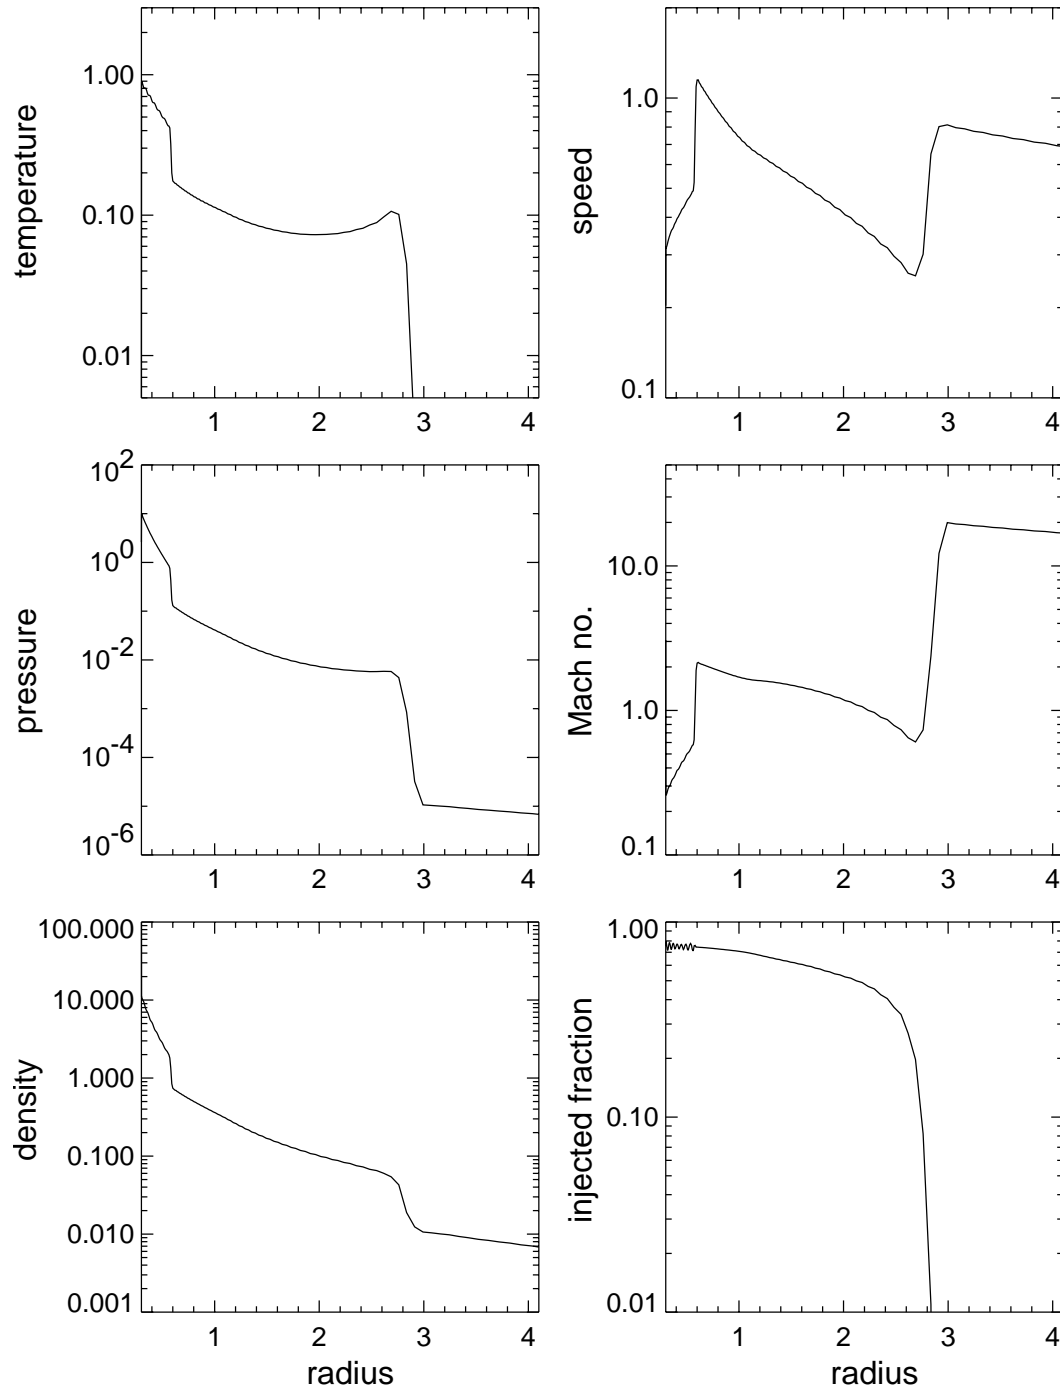 temperature
1.00
0.10
0.01
1 2 3 4
speed
1.0
0.1
1 2 3 4
pressure
10^2
10^0
10^-2
10^-4
10^-6
1 2 3 4
Mach no.
10.0
1.0
0.1
1 2 3 4
density
100.000
10.000
1.000
0.100
0.010
0.001
1 2 3 4
radius
injected fraction
1.00
0.10
0.01
1 2 3 4
radius